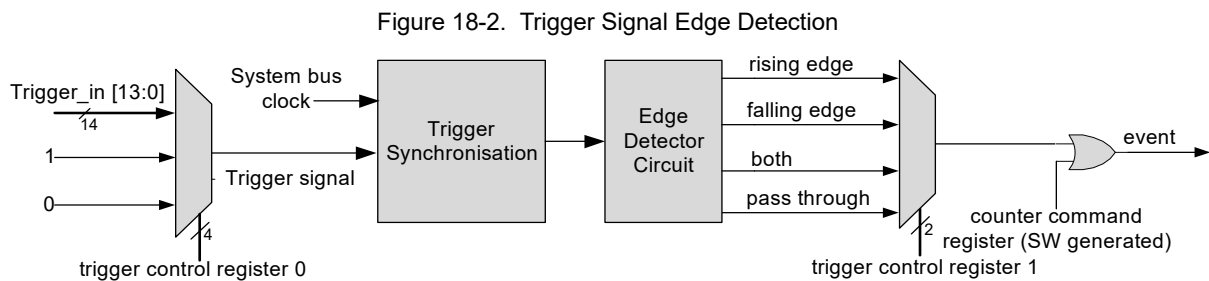 Figure 18-2. Trigger Signal Edge Detection
Trigger_in [13:0]
14
1
0
4
trigger control register 0
Trigger signal
System bus
clock
Trigger
Synchronisation
Edge
Detector
Circuit
rising edge
falling edge
both
pass through
2
trigger control register 1
counter command
register (SW generated)
event